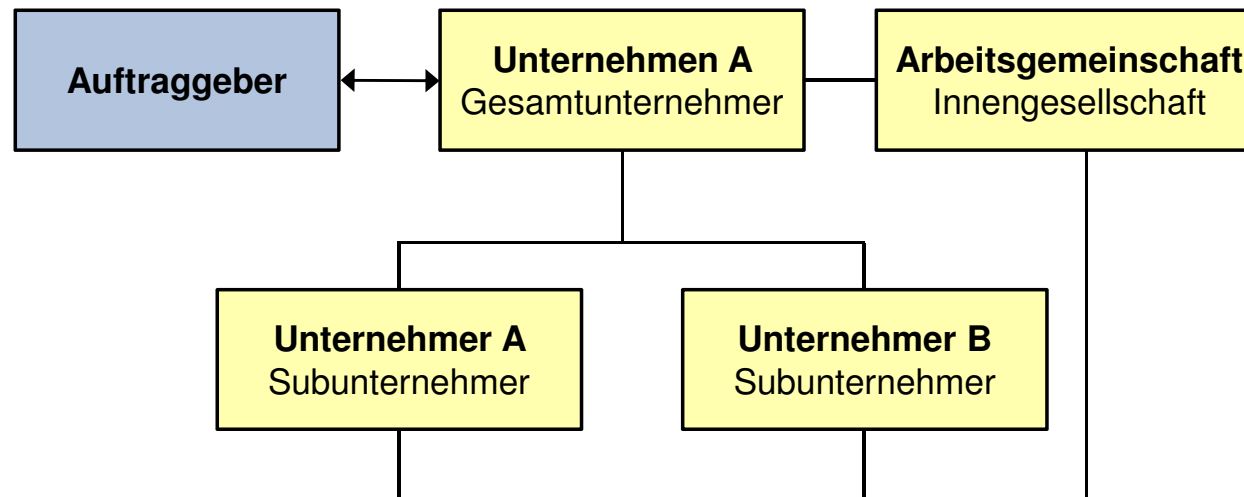 Auftraggeber
Unternehmen A
Gesamtunternehmer
Arbeitsgemeinschaft
Innengesellschaft
Unternehmer A
Subunternehmer
Unternehmer B
Subunternehmer